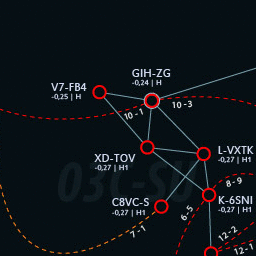 GIH-ZG
-0,24 | H
V7-FB4
-0,25 | H
10 - 3
10 - 1
L-VXTK
-0,27 | H1
XD-TOV
-0,27 | H1
8 - 9
C8VC-S
-0,27 | H1
K-6SNI
-0,27 | H1
6-5
7 - 1
12-2
12-1